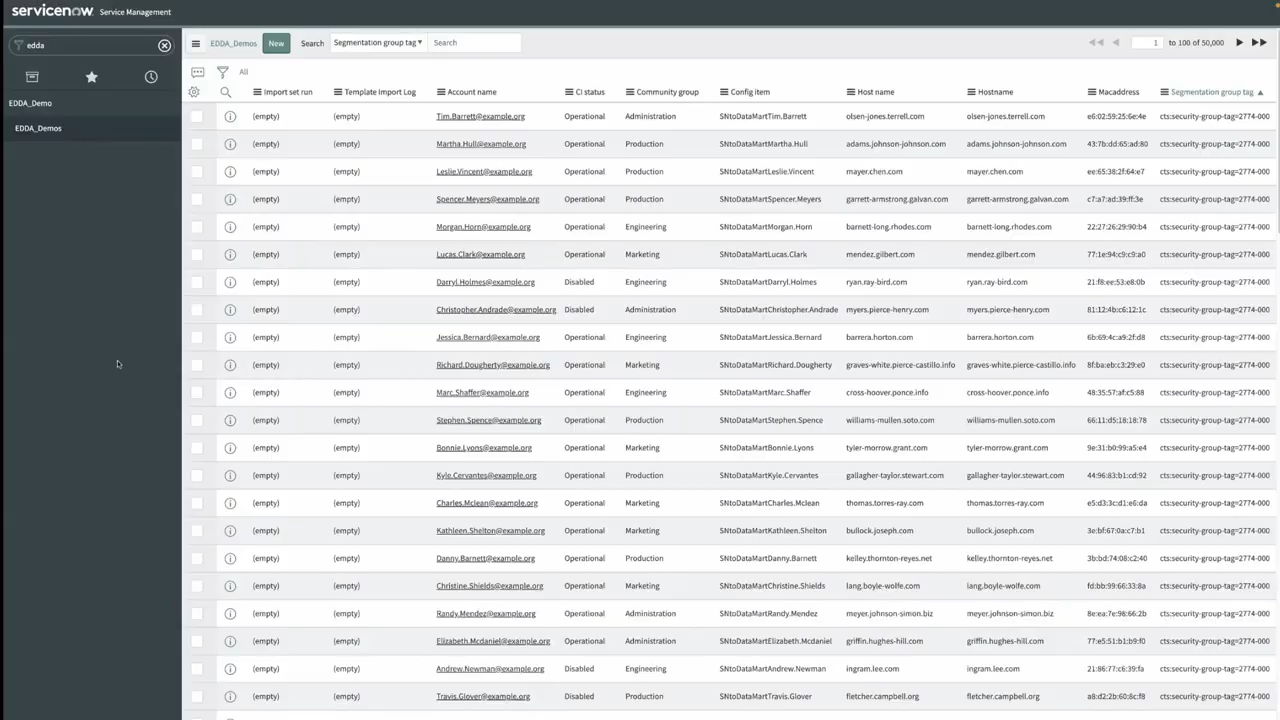 servicenow Service Management
edda
EDDA_Demo
EDDA_Demos
EDDA_Demos New Search Segmentation group tag Search 1 to 100 of 50,000
All
Import set run Template Import Log Account name CI status Community group Config item Host name Hostname Macaddress Segmentation group tag
(empty) (empty) Tim.Barrett@example.org Operational Administration SNtoDataMartTim.Barrett olsen-jones.terrell.com olsen-jones.terrell.com e6:02:59:25:6e:4e cts:security-group-tag=2774-000
(empty) (empty) Martha.Hull@example.org Operational Production SNtoDataMartMartha.Hull adams.johnson-johnson.com adams.johnson-johnson.com 43:7b:dd:65:ad:80 cts:security-group-tag=2774-000
(empty) (empty) Leslie.Vincent@example.org Operational Production SNtoDataMartLeslie.Vincent mayer.chen.com mayer.chen.com ee:65:38:2f:64:e7 cts:security-group-tag=2774-000
(empty) (empty) Spencer.Meyers@example.org Operational Production SNtoDataMartSpencer.Meyers garrett-armstrong.galvan.com garrett-armstrong.galvan.com c7:a7:ad:39:ff:3e cts:security-group-tag=2774-000
(empty) (empty) Morgan.Horn@example.org Operational Engineering SNtoDataMartMorgan.Horn barnett-long.rhodes.com barnett-long.rhodes.com 22:27:26:29:90:b4 cts:security-group-tag=2774-000
(empty) (empty) Lucas.Clark@example.org Operational Marketing SNtoDataMartLucas.Clark mendez.gilbert.com mendez.gilbert.com 77:1e:94:c9:c9:a0 cts:security-group-tag=2774-000
(empty) (empty) Darryl.Holmes@example.org Disabled Engineering SNtoDataMartDarryl.Holmes ryan.ray-bird.com ryan.ray-bird.com 21:f8:ee:53:e8:0b cts:security-group-tag=2774-000
(empty) (empty) Christopher.Andrade@example.org Disabled Administration SNtoDataMartChristopher.Andrade myers.pierce-henry.com myers.pierce-henry.com 81:12:4b:c6:12:1c cts:security-group-tag=2774-000
(empty) (empty) Jessica.Bernard@example.org Operational Engineering SNtoDataMartJessica.Bernard barrera.horton.com barrera.horton.com 6b:69:4c:a9:2f:d8 cts:security-group-tag=2774-000
(empty) (empty) Richard.Dougherty@example.org Operational Marketing SNtoDataMartRichard.Dougherty graves-white.pierce-castillo.info graves-white.pierce-castillo.info 8f:ba:eb:c3:29:e0 cts:security-group-tag=2774-000
(empty) (empty) Marc.Shaffer@example.org Operational Engineering SNtoDataMartMarc.Shaffer cross-hoover.ponce.info cross-hoover.ponce.info 48:35:57:af:c5:88 cts:security-group-tag=2774-000
(empty) (empty) Stephen.Spence@example.org Operational Production SNtoDataMartStephen.Spence williams-mullen.soto.com williams-mullen.soto.com 66:11:d5:18:18:78 cts:security-group-tag=2774-000
(empty) (empty) Bonnie.Lyons@example.org Operational Marketing SNtoDataMartBonnie.Lyons tyler-morrow.grant.com tyler-morrow.grant.com 9e:31:b0:99:a5:e4 cts:security-group-tag=2774-000
(empty) (empty) Kyle.Cervantes@example.org Operational Production SNtoDataMartKyle.Cervantes gallagher-taylor.stewart.com gallagher-taylor.stewart.com 44:96:83:b1:cd:92 cts:security-group-tag=2774-000
(empty) (empty) Charles.Mclean@example.org Operational Marketing SNtoDataMartCharles.Mclean thomas.torres-ray.com thomas.torres-ray.com e5:d3:3c:d1:e6:da cts:security-group-tag=2774-000
(empty) (empty) Kathleen.Shelton@example.org Operational Marketing SNtoDataMartKathleen.Shelton bullock.joseph.com bullock.joseph.com 3e:bf:67:0a:c7:b1 cts:security-group-tag=2774-000
(empty) (empty) Danny.Barnett@example.org Operational Production SNtoDataMartDanny.Barnett kelley.thornton-reyes.net kelley.thornton-reyes.net 3b:bd:74:08:c2:40 cts:security-group-tag=2774-000
(empty) (empty) Christine.Shields@example.org Operational Marketing SNtoDataMartChristine.Shields lang.boyle-wolfe.com lang.boyle-wolfe.com fd:bb:99:66:33:8a cts:security-group-tag=2774-000
(empty) (empty) Randy.Mendez@example.org Operational Administration SNtoDataMartRandy.Mendez meyer.johnson-simon.biz meyer.johnson-simon.biz 8e:ea:7e:98:66:2b cts:security-group-tag=2774-000
(empty) (empty) Elizabeth.Mcdaniel@example.org Operational Administration SNtoDataMartElizabeth.Mcdaniel griffin.hughes-hill.com griffin.hughes-hill.com 77:e5:51:b1:b9:f0 cts:security-group-tag=2774-000
(empty) (empty) Andrew.Newman@example.org Disabled Engineering SNtoDataMartAndrew.Newman ingram.lee.com ingram.lee.com 21:86:77:c6:39:fa cts:security-group-tag=2774-000
(empty) (empty) Travis.Glover@example.org Disabled Production SNtoDataMartTravis.Glover fletcher.campbell.org fletcher.campbell.org a8:d2:2b:60:8c:f8 cts:security-group-tag=2774-000